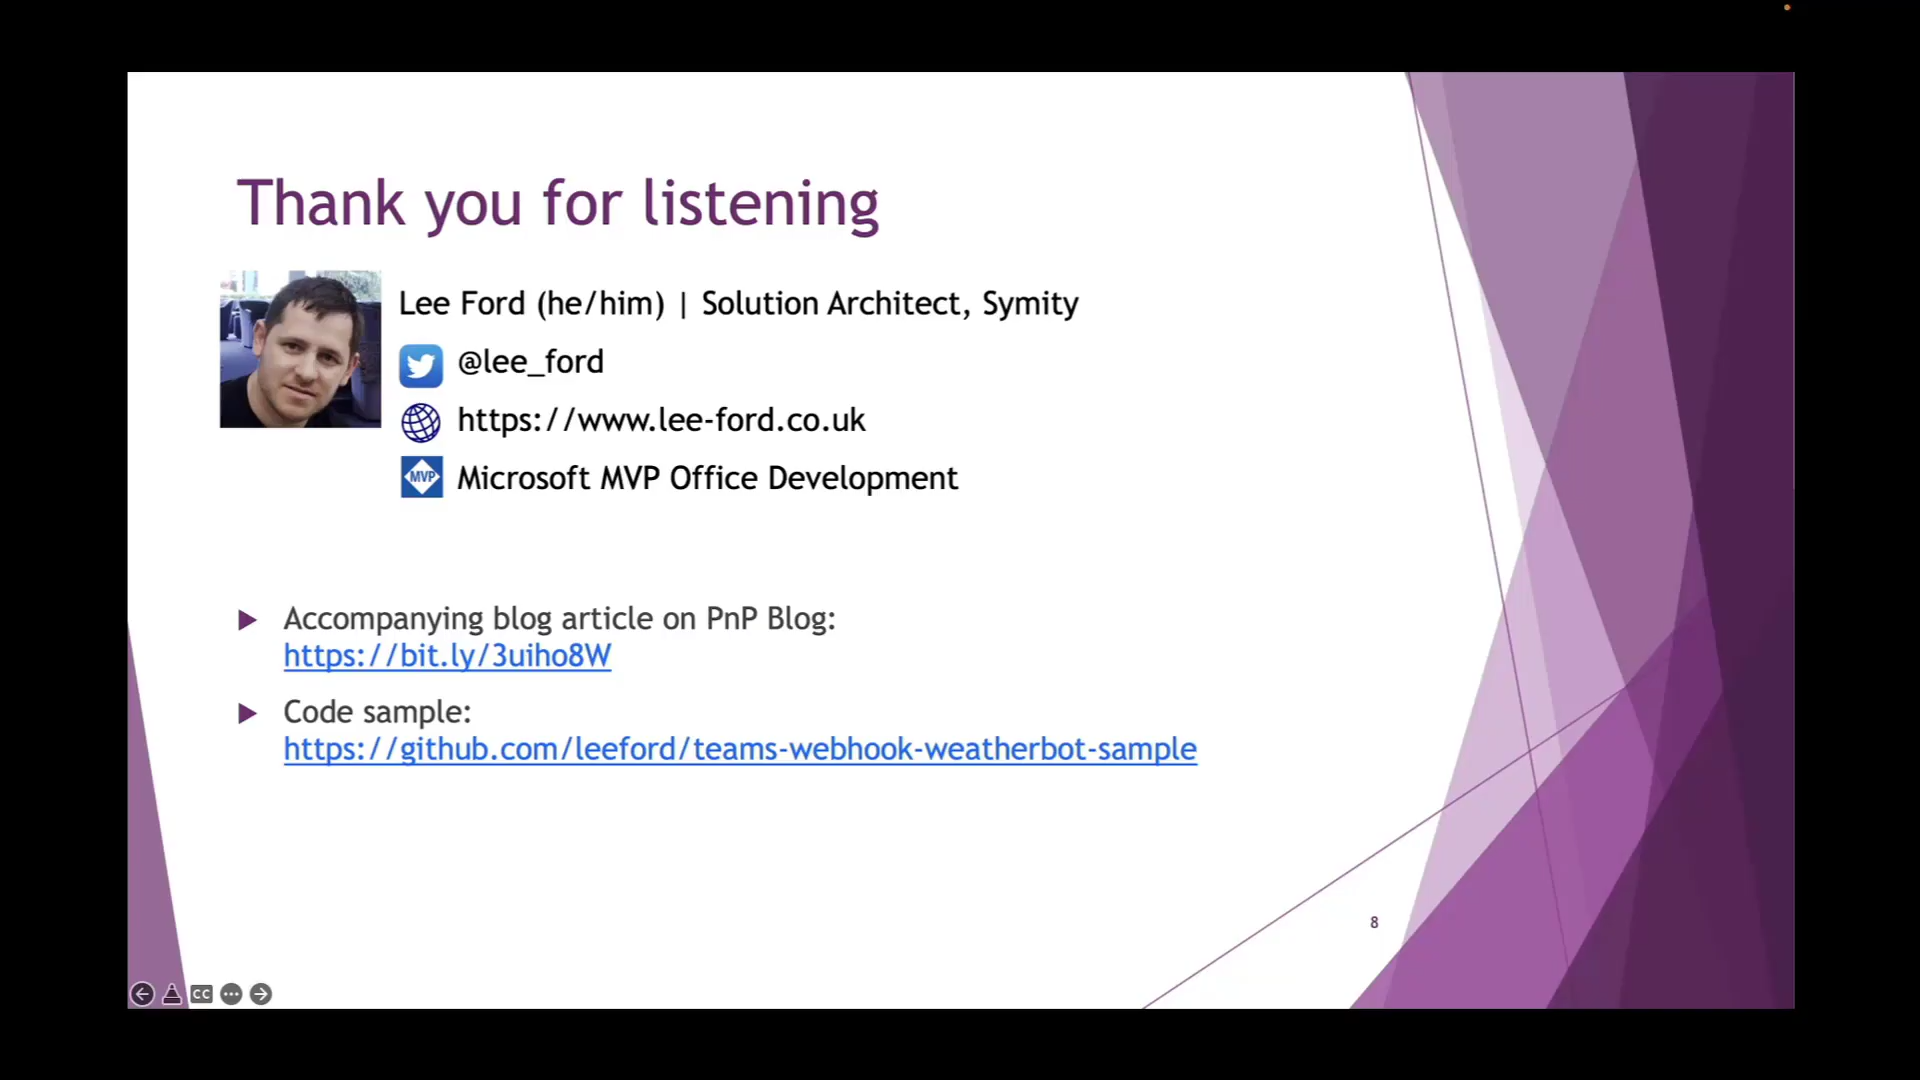 Thank you for listening
Lee Ford (he/him) | Solution Architect, Symity
@lee_ford
https://www.lee-ford.co.uk
MVP
Microsoft MVP Office Development
Accompanying blog article on PnP Blog:
https://bit.ly/3uiho8W
Code sample:
https://github.com/leeford/teams-webhook-weatherbot-sample
8
CC